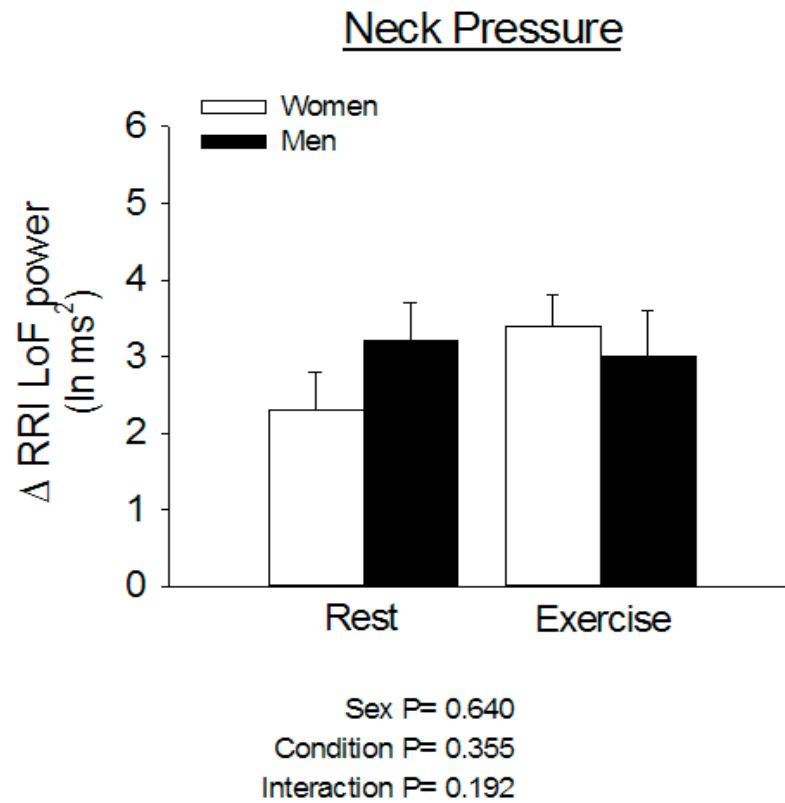 Neck Pressure
Women
Men
6
5
4
3
2
1
0
Δ RRI LoF power
(ln ms²)
Rest Exercise
Sex P= 0.640
Condition P= 0.355
Interaction P= 0.192